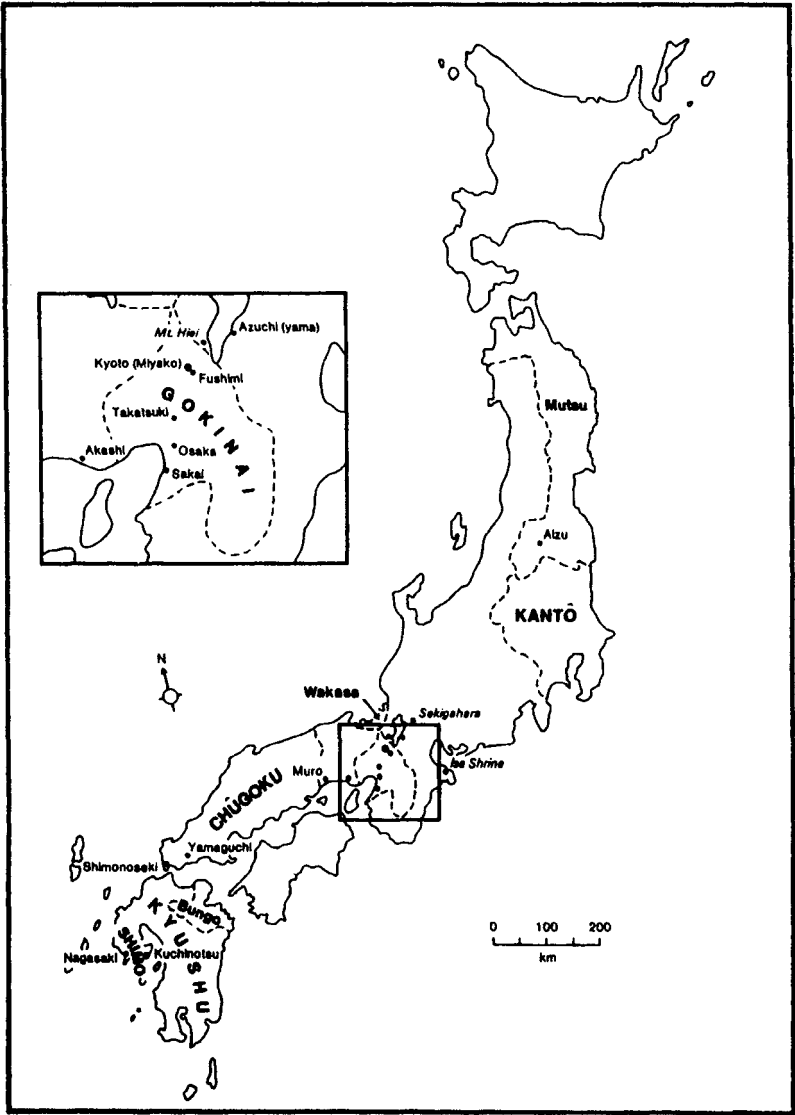 Mt. Hiei
Azuchi (yama)
Kyoto (Miyako)
Fushimi
GOKINAI
Takatsuki
Akashi
Osaka
Sakai
Mutsu
Aizu
KANTŌ
N
Wakasa
Sekigahara
Ise Shrine
Muro
CHŪGOKU
Yamaguchi
Shimonoseki
Bungo
KYUSHU
SHIMO
Nagasaki
Kuchinotsu
0 100 200
km